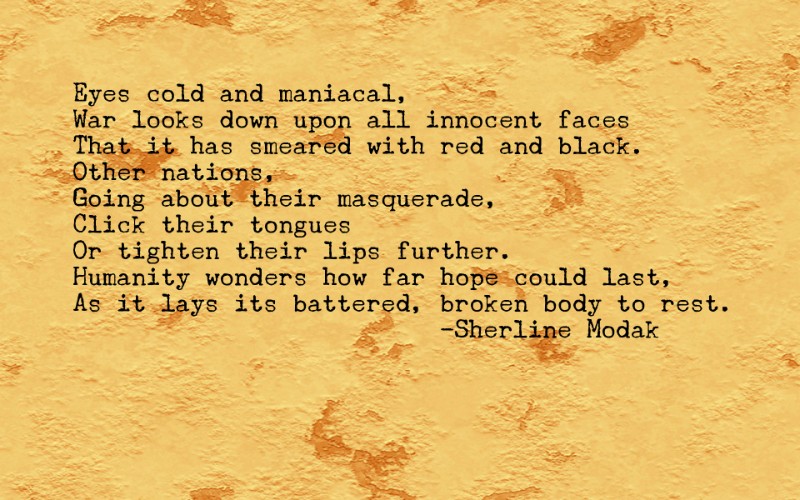 Eyes cold and maniacal,
War looks down upon all innocent faces
That it has smeared with red and black.
Other nations,
Going about their masquerade,
Click their tongues
Or tighten their lips further.
Humanity wonders how far hope could last,
As it lays its battered, broken body to rest.
-Sherline Modak